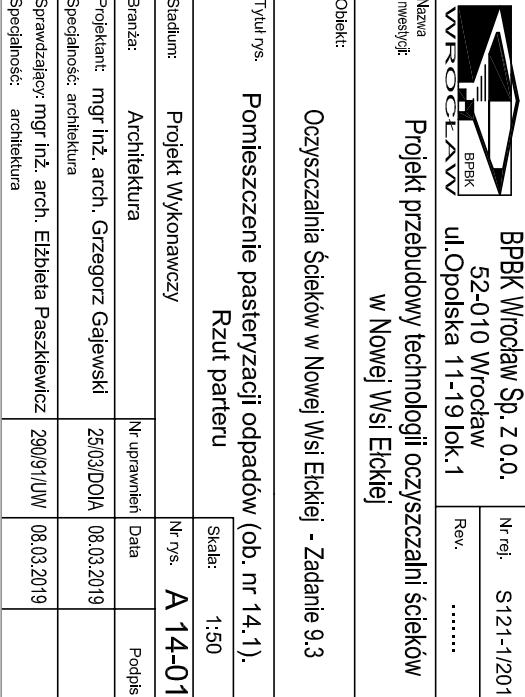 BPBK
WROCŁAW
BPBK Wrocław Sp. z o.o.
52-010 Wrocław
ul.Opolska 11-19 lok.1
Nr rej. S121-1/201
Rev. .......
Nazwa
nwestycji:
Projekt przebudowy technologii oczyszczalni ścieków
w Nowej Wsi Ełckiej
Obiekt:
Oczyszczalnia Ścieków w Nowej Wsi Ełckiej - Zadanie 9.3
Tytuł rys.
Pomieszczenie pasteryzacji odpadów (ob. nr 14.1).
Rzut parteru
Skala: 1:50
Stadium: Projekt Wykonawczy
Nr rys. A 14-01
Branża: Architektura
Nr uprawnień Data Podpis
Projektant: mgr inż. arch. Grzegorz Gajewski
Specjalność: architektura
25/03/DOIA 08.03.2019
Sprawdzający: mgr inż. arch. Elżbieta Paszkiewicz
Specjalność: architektura
290/91/UW 08.03.2019